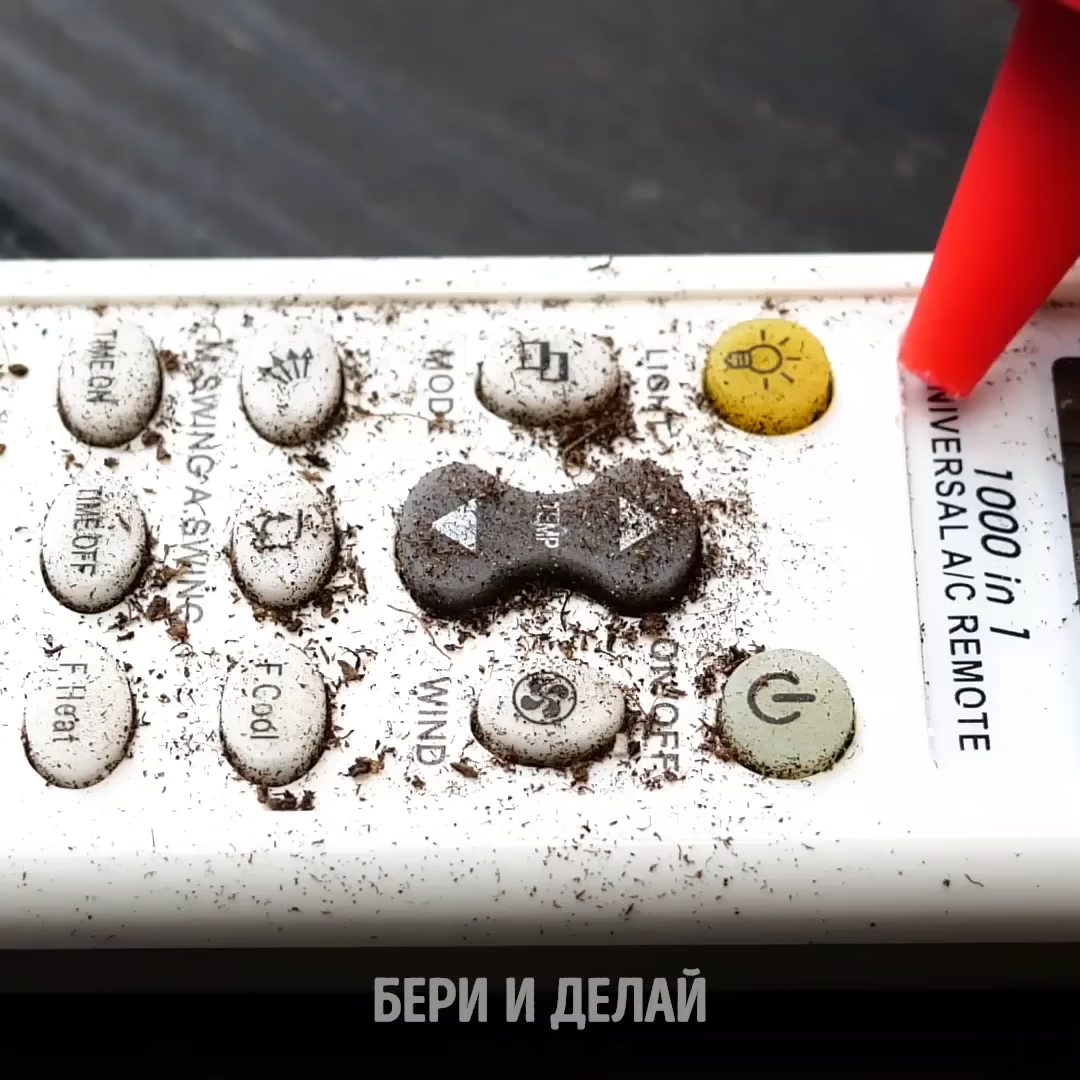 TIME ON
M.SWING
MODE
LIGHT
TIME OFF
A.SWING
TEMP
F Heat
F Cool
WIND
ON/OFF
1000 in 1
UNIVERSAL A/C REMOTE
БЕРИ И ДЕЛАЙ